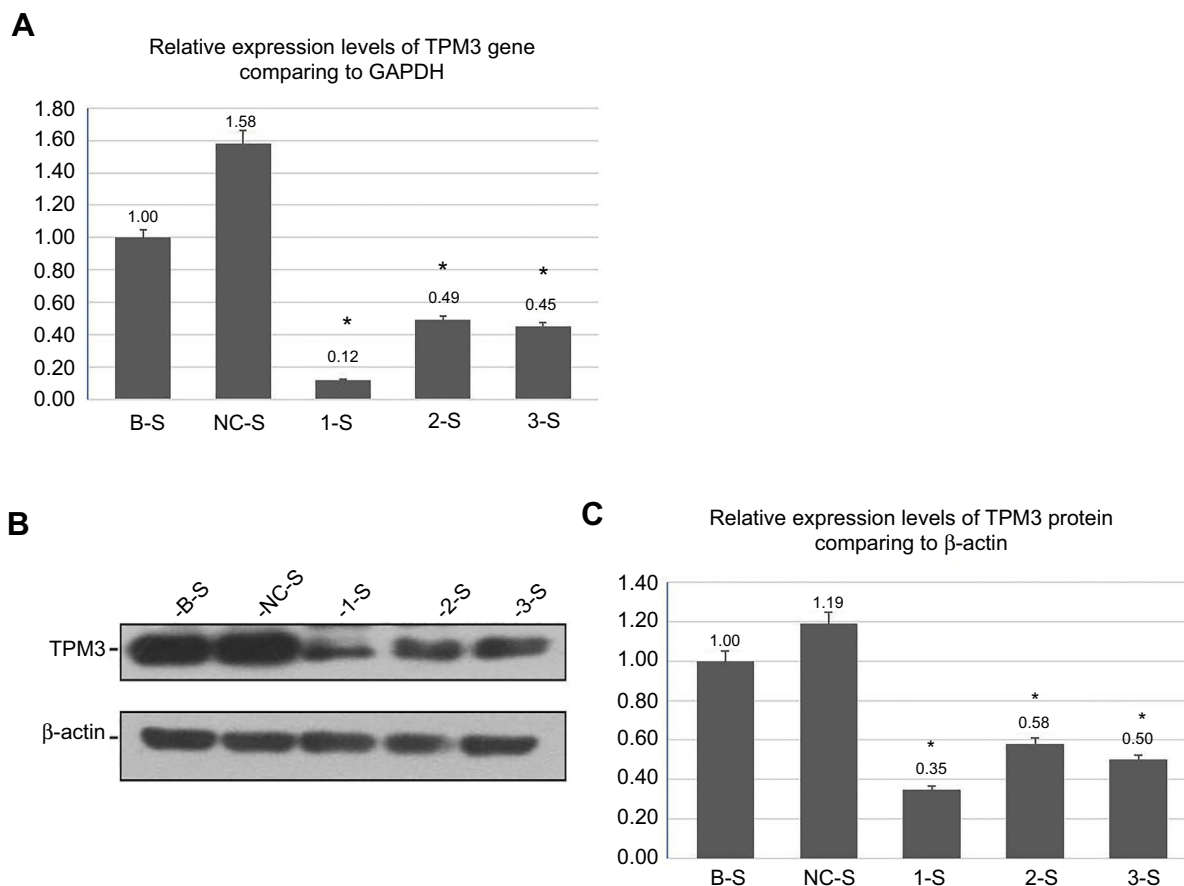 A
Relative expression levels of TPM3 gene
comparing to GAPDH
1.80
1.60
1.40
1.20
1.00
0.80
0.60
0.40
0.20
0.00
1.00
1.58
0.12
*
0.49
*
0.45
*
B-S
NC-S
1-S
2-S
3-S
B
-B-S
-NC-S
-1-S
-2-S
-3-S
TPM3
β-actin
C
Relative expression levels of TPM3 protein
comparing to β-actin
1.40
1.20
1.00
0.80
0.60
0.40
0.20
0.00
1.00
1.19
0.35
*
0.58
*
0.50
*
B-S
NC-S
1-S
2-S
3-S